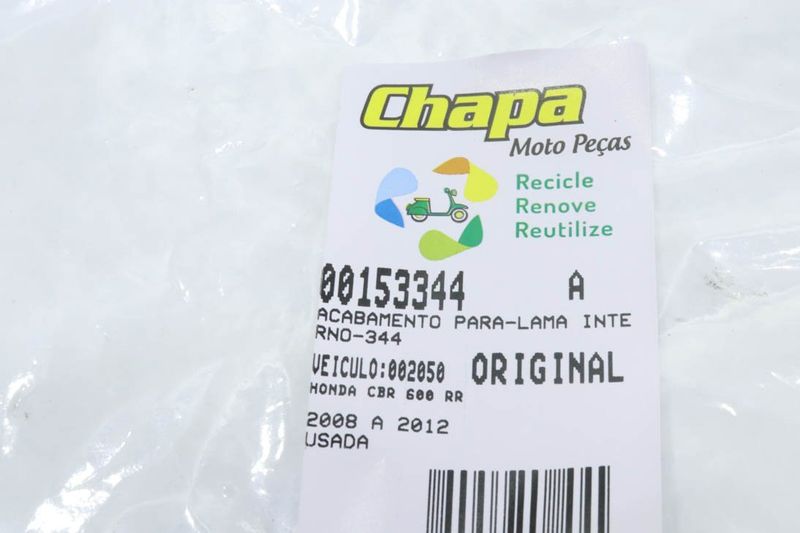 Chapa
Moto Peças
Recicle
Renove
Reutilize
00153344 A
ACABAMENTO PARA-LAMA INTE
RNO-344
VEICULO:002050 ORIGINAL
HONDA CBR 600 RR
2008 A 2012
USADA